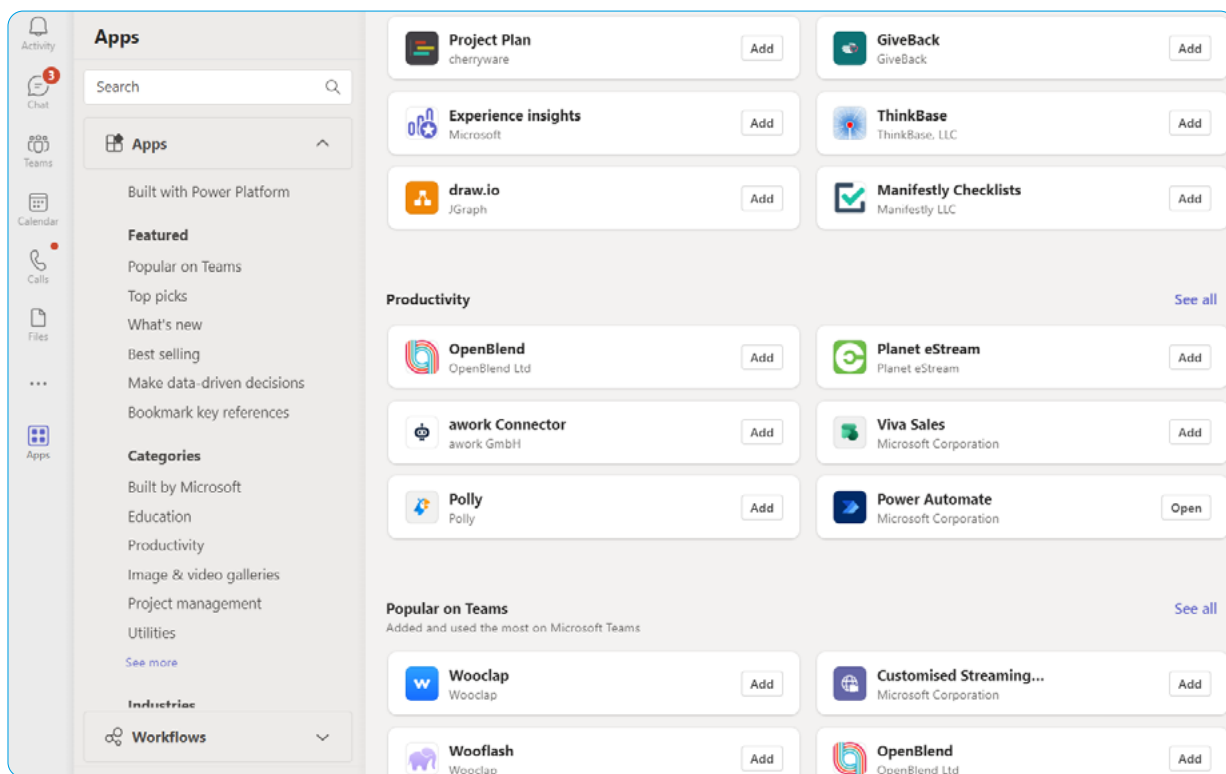 Activity
3
Chat
Teams
Calendar
Calls
Files
Apps
Apps
Search
Apps
Built with Power Platform
Featured
Popular on Teams
Top picks
What's new
Best selling
Make data-driven decisions
Bookmark key references
Categories
Built by Microsoft
Education
Productivity
Image & video galleries
Project management
Utilities
See more
Industries
Workflows
Project Plan
cherryware
Add
GiveBack
GiveBack
Add
Experience insights
Microsoft
Add
ThinkBase
ThinkBase, LLC
Add
draw.io
JGraph
Add
Manifestly Checklists
Manifestly LLC
Add
Productivity
See all
OpenBlend
OpenBlend Ltd
Add
Planet eStream
Planet eStream
Add
awork Connector
awork GmbH
Add
Viva Sales
Microsoft Corporation
Add
Polly
Polly
Add
Power Automate
Microsoft Corporation
Open
Popular on Teams
See all
Added and used the most on Microsoft Teams
w
Wooclap
Wooclap
Add
Customised Streaming...
Microsoft Corporation
Add
Wooflash
Wooclap
Add
OpenBlend
OpenBlend Ltd
Add